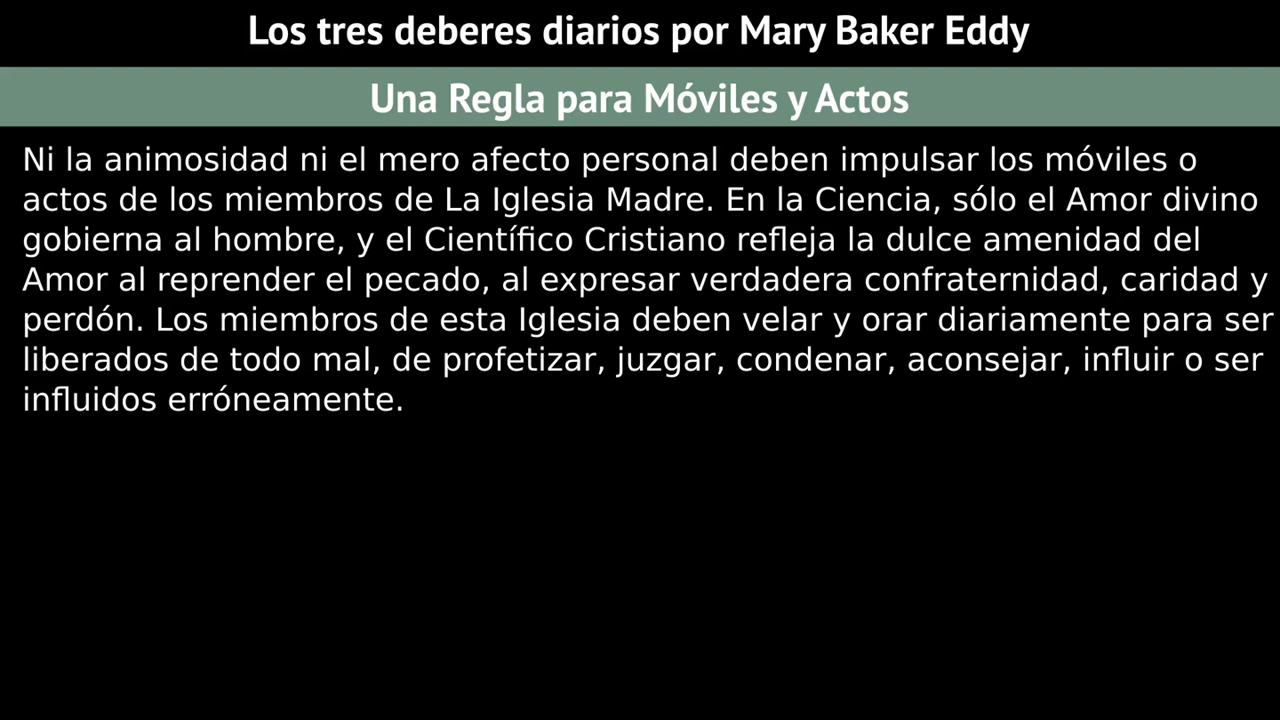 Los tres deberes diarios por Mary Baker Eddy
Una Regla para Móviles y Actos
Ni la animosidad ni el mero afecto personal deben impulsar los móviles o
actos de los miembros de La Iglesia Madre. En la Ciencia, sólo el Amor divino
gobierna al hombre, y el Científico Cristiano refleja la dulce amenidad del
Amor al reprender el pecado, al expresar verdadera confraternidad, caridad y
perdón. Los miembros de esta Iglesia deben velar y orar diariamente para ser
liberados de todo mal, de profetizar, juzgar, condenar, aconsejar, influir o ser
influidos erróneamente.